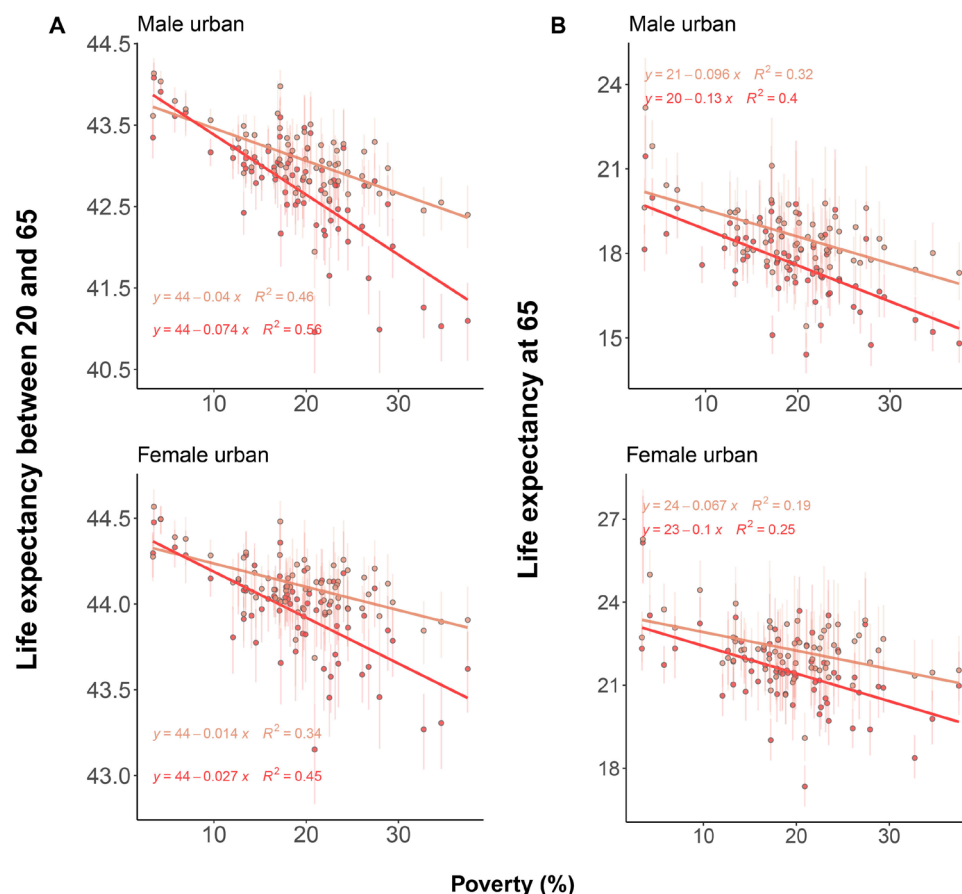 A
Male urban
Life expectancy between 20 and 65
44.5
43.5
42.5
41.5
40.5
y = 44 – 0.04 x R² = 0.46
y = 44 – 0.074 x R² = 0.56
10 20 30
Female urban
44.5
44.0
43.5
43.0
y = 44 – 0.014 x R² = 0.34
y = 44 – 0.027 x R² = 0.45
10 20 30
B
Male urban
Life expectancy at 65
24
21
18
15
y = 21 – 0.096 x R² = 0.32
y = 20 – 0.13 x R² = 0.4
10 20 30
Female urban
27
24
21
18
y = 24 – 0.067 x R² = 0.19
y = 23 – 0.1 x R² = 0.25
10 20 30
Poverty (%)